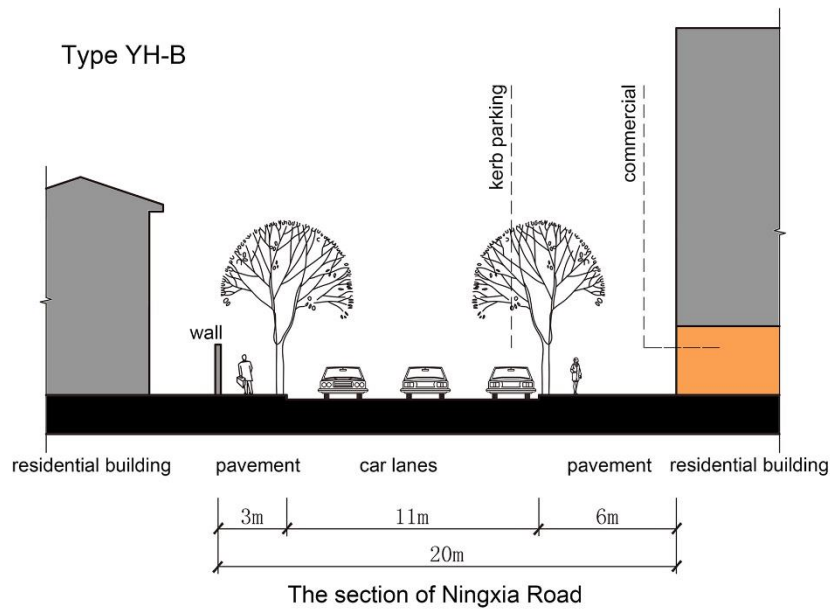 Type YH-B
kerb parking
commercial
wall
residential building
pavement
car lanes
pavement
residential building
3m
11m
6m
20m
The section of Ningxia Road